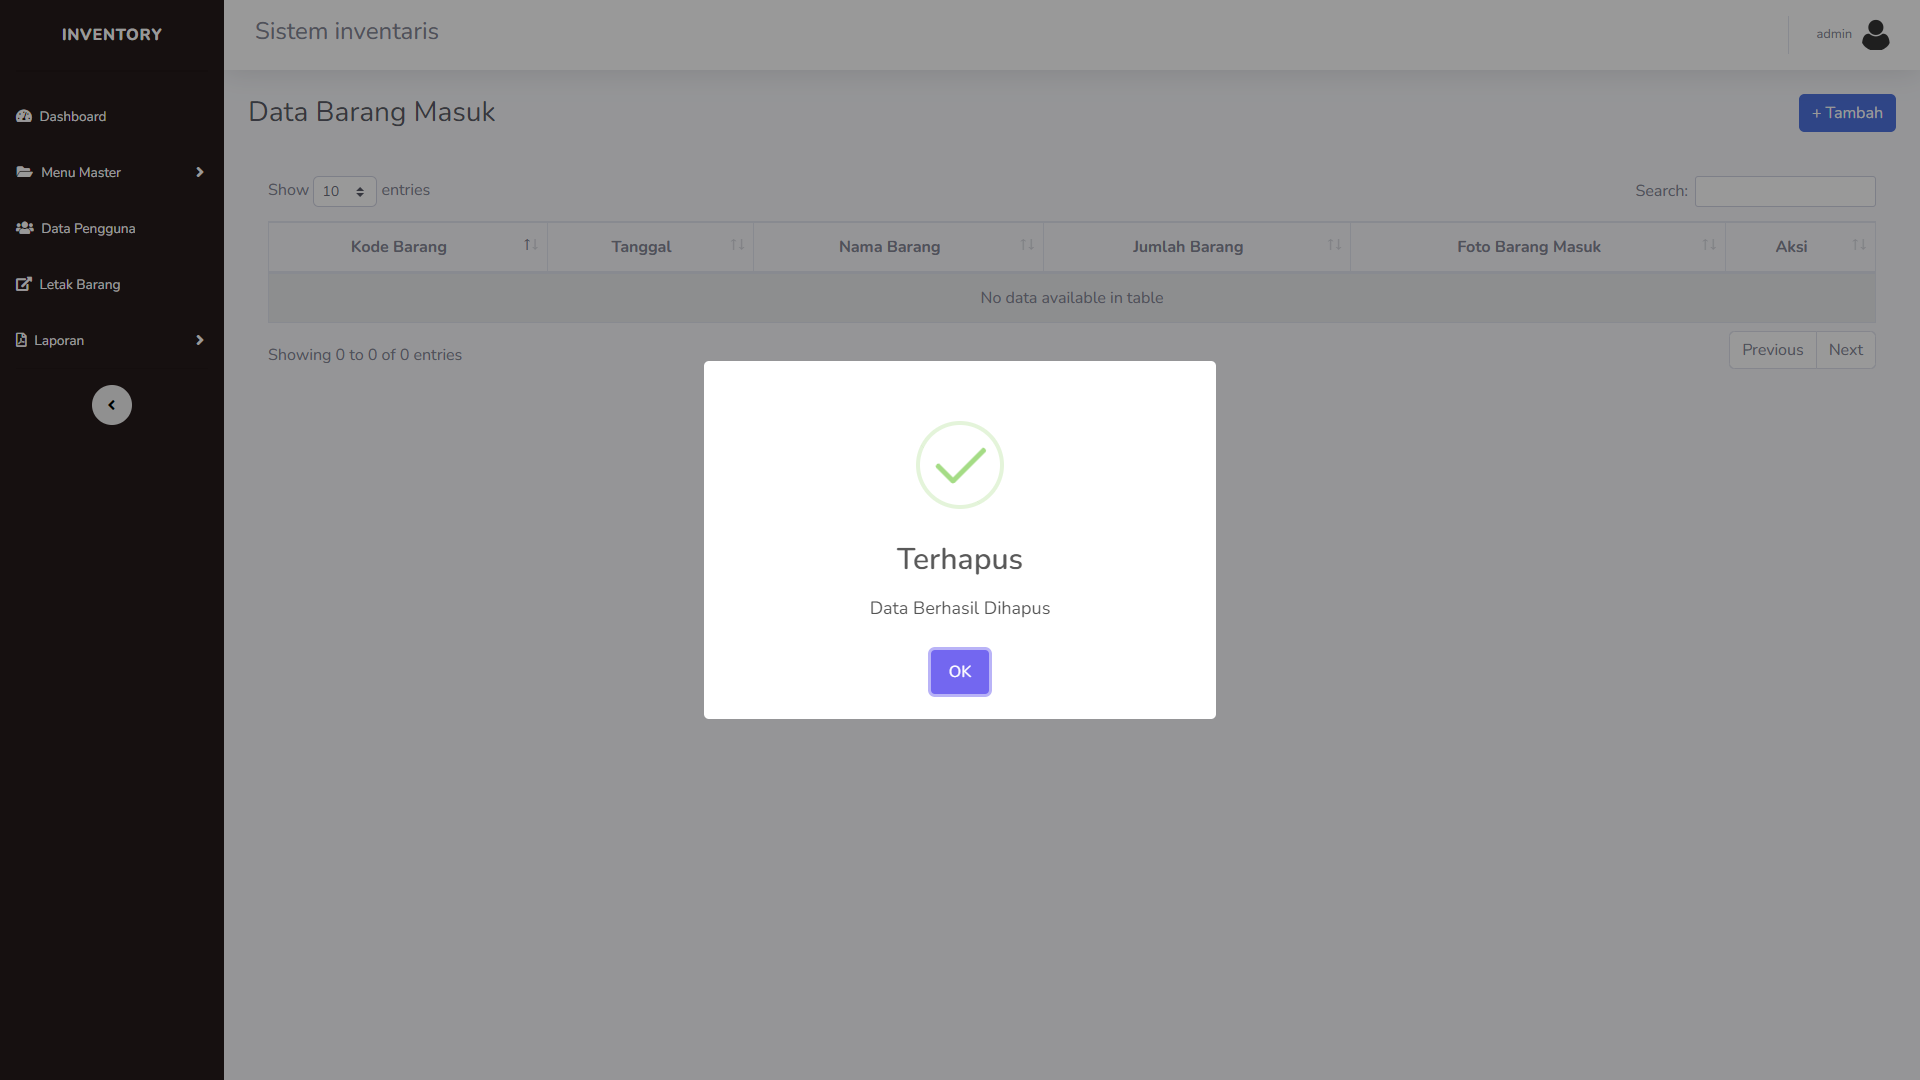 INVENTORY
Sistem inventaris
admin
Dashboard
Menu Master
Data Pengguna
Letak Barang
Laporan
Data Barang Masuk
+ Tambah
Show 10 entries
Search:
Kode Barang Tanggal Nama Barang Jumlah Barang Foto Barang Masuk Aksi
No data available in table
Showing 0 to 0 of 0 entries
Previous Next
Terhapus
Data Berhasil Dihapus
OK